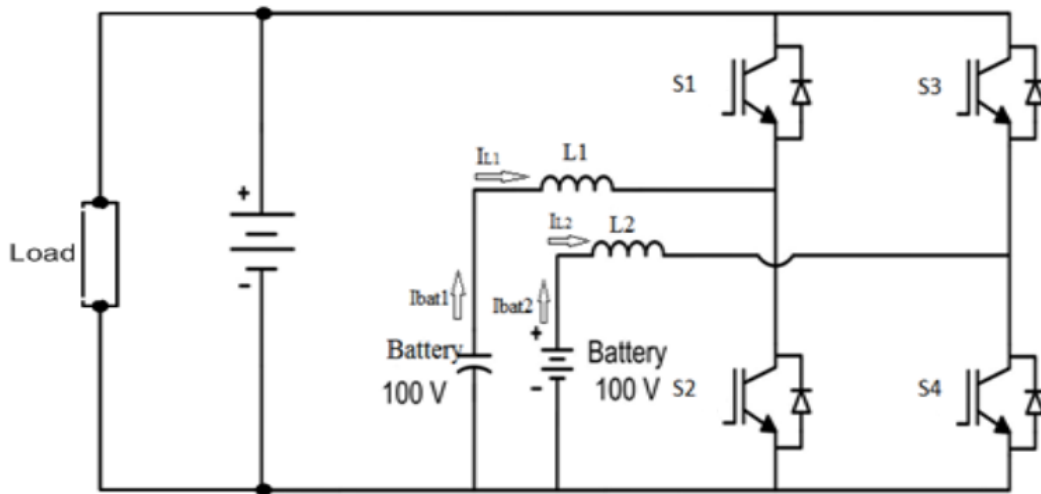 S1
S3
L1
IL1
IL2
L2
+
Load
-
Ibat1
Ibat2
+
Battery
100 V
-
Battery
100 V
S2
S4